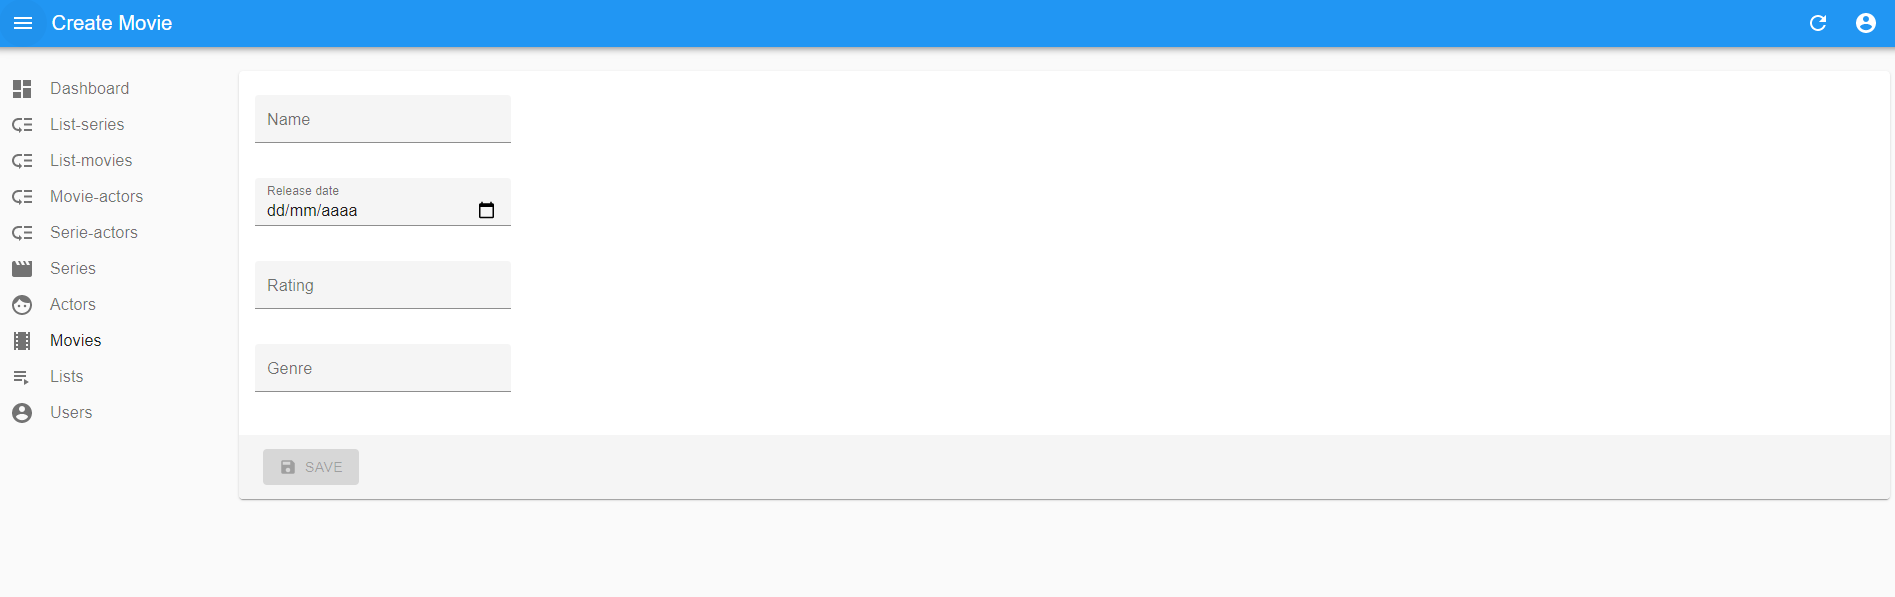 Create Movie
Dashboard
List-series
List-movies
Movie-actors
Serie-actors
Series
Actors
Movies
Lists
Users
Name
Release date
dd/mm/aaaa
Rating
Genre
SAVE